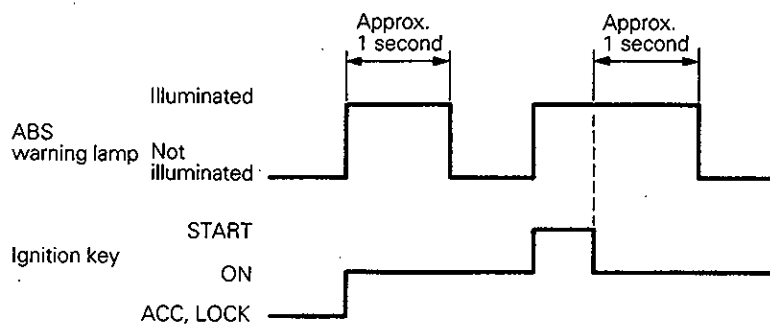 Approx.
1 second
Approx.
1 second
Illuminated
ABS
warning lamp
Not
illuminated
START
Ignition key
ON
ACC, LOCK